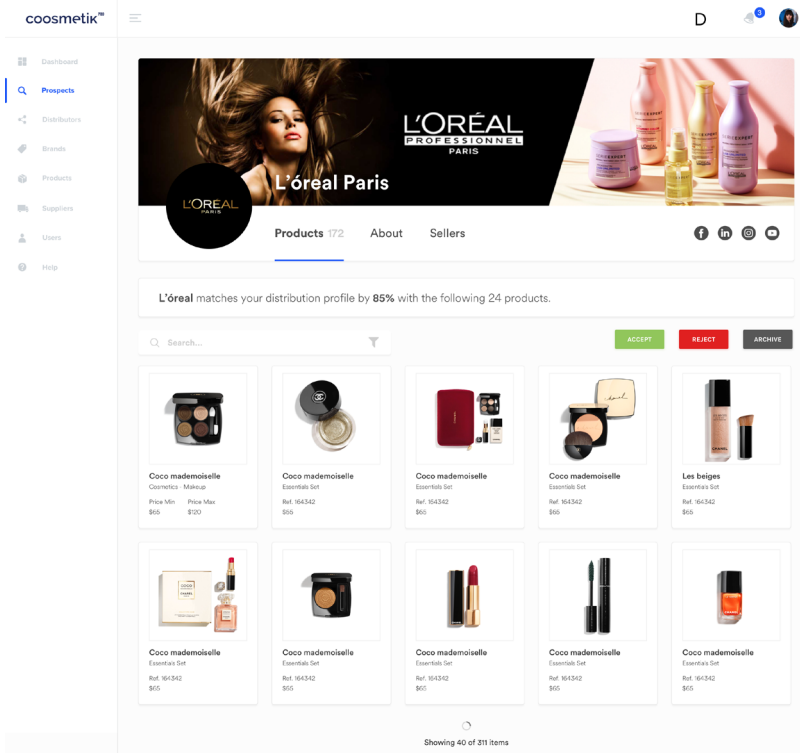 coosmetik™
D
3
Dashboard
Prospects
Distributors
Brands
Products
Suppliers
Users
Help
L'ORÉAL
PROFESSIONNEL
PARIS
L'óreal Paris
L'ORÉAL
PARIS
Products 172
About
Sellers
L'óreal matches your distribution profile by 85% with the following 24 products.
Search...
ACCEPT
REJECT
ARCHIVE
Coco mademoiselle
Cosmetics - Makeup
Price Min Price Max
$65 $120
Coco mademoiselle
Essentials Set
Ref. 164342
$65
Coco mademoiselle
Essentials Set
Ref. 164342
$65
Coco mademoiselle
Essentials Set
Ref. 164342
$65
CHANEL
Les beiges
Essentials Set
Ref. 164342
$65
COCO
CHANEL
Coco mademoiselle
Essentials Set
Ref. 164342
$65
Coco mademoiselle
Essentials Set
Ref. 164342
$65
Coco mademoiselle
Essentials Set
Ref. 164342
$65
Coco mademoiselle
Essentials Set
Ref. 164342
$65
Coco mademoiselle
Essentials Set
Ref. 164342
$65
Showing 40 of 311 items